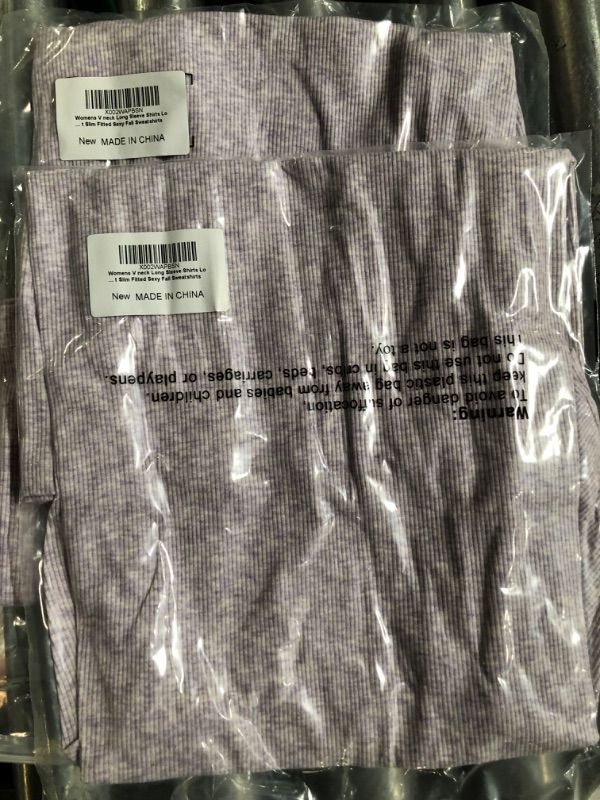 X002WAPBSN
Womens V neck Long Sleeve Shirts Lo
... t Slim Fitted Sexy Fall Sweatshirts
New MADE IN CHINA
X002WAPBSN
Womens V neck Long Sleeve Shirts Lo
... t Slim Fitted Sexy Fall Sweatshirts
New MADE IN CHINA
Warning:
To avoid danger of suffocation,
keep this plastic bag away from babies and children.
Do not use this bag in cribs, beds, carriages, or playpens.
This bag is not a toy.